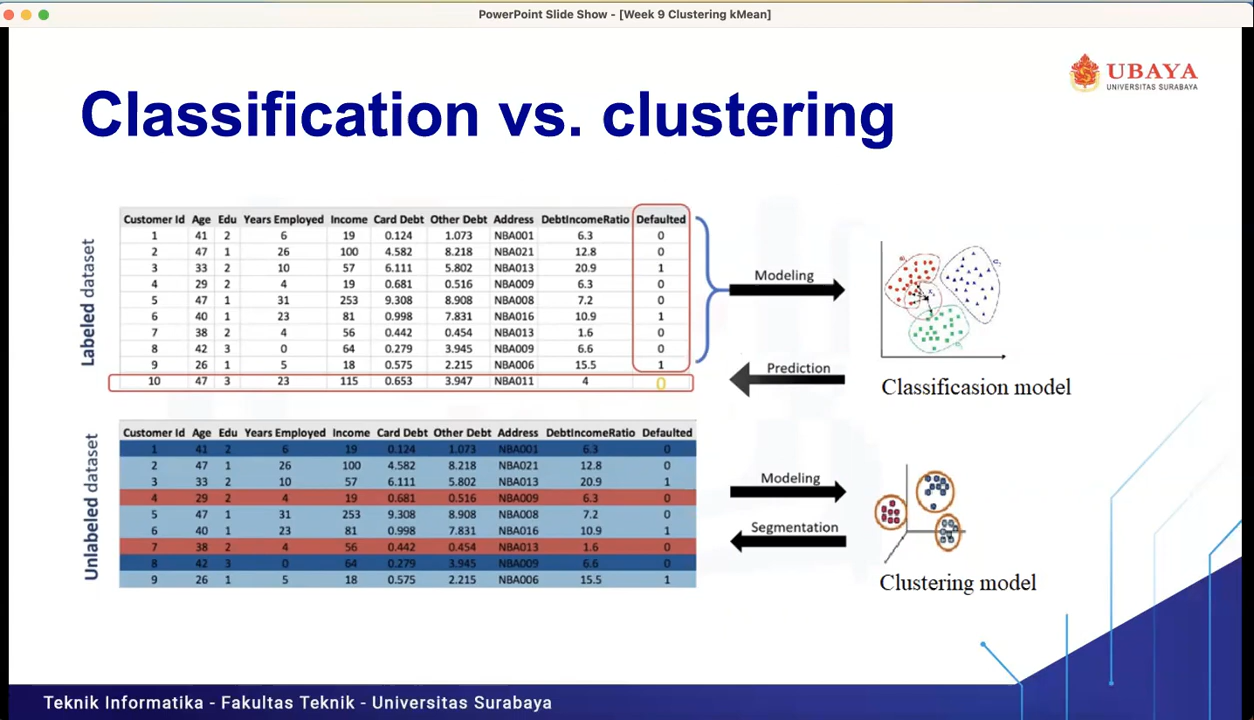 PowerPoint Slide Show - [Week 9 Clustering kMean]
UBAYA
UNIVERSITAS SURABAYA
Classification vs. clustering
Labeled dataset
Customer Id Age Edu Years Employed Income Card Debt Other Debt Address DebtIncomeRatio Defaulted
1 41 2 6 19 0.124 1.073 NBA001 6.3 0
2 47 1 26 100 4.582 8.218 NBA021 12.8 0
3 33 2 10 57 6.111 5.802 NBA013 20.9 1
4 29 2 4 19 0.681 0.516 NBA009 6.3 0
5 47 1 31 253 9.308 8.908 NBA008 7.2 0
6 40 1 23 81 0.998 7.831 NBA016 10.9 1
7 38 2 4 56 0.442 0.454 NBA013 1.6 0
8 42 3 0 64 0.279 3.945 NBA009 6.6 0
9 26 1 5 18 0.575 2.215 NBA006 15.5 1
10 47 3 23 115 0.653 3.947 NBA011 4 0
Modeling
Prediction
Classificasion model
Unlabeled dataset
Customer Id Age Edu Years Employed Income Card Debt Other Debt Address DebtIncomeRatio Defaulted
1 41 2 6 19 0.124 1.073 NBA001 6.3 0
2 47 1 26 100 4.582 8.218 NBA021 12.8 0
3 33 2 10 57 6.111 5.802 NBA013 20.9 1
4 29 2 4 19 0.681 0.516 NBA009 6.3 0
5 47 1 31 253 9.308 8.908 NBA008 7.2 0
6 40 1 23 81 0.998 7.831 NBA016 10.9 1
7 38 2 4 56 0.442 0.454 NBA013 1.6 0
8 42 3 0 64 0.279 3.945 NBA009 6.6 0
9 26 1 5 18 0.575 2.215 NBA006 15.5 1
Modeling
Segmentation
Clustering model
Teknik Informatika - Fakultas Teknik - Universitas Surabaya